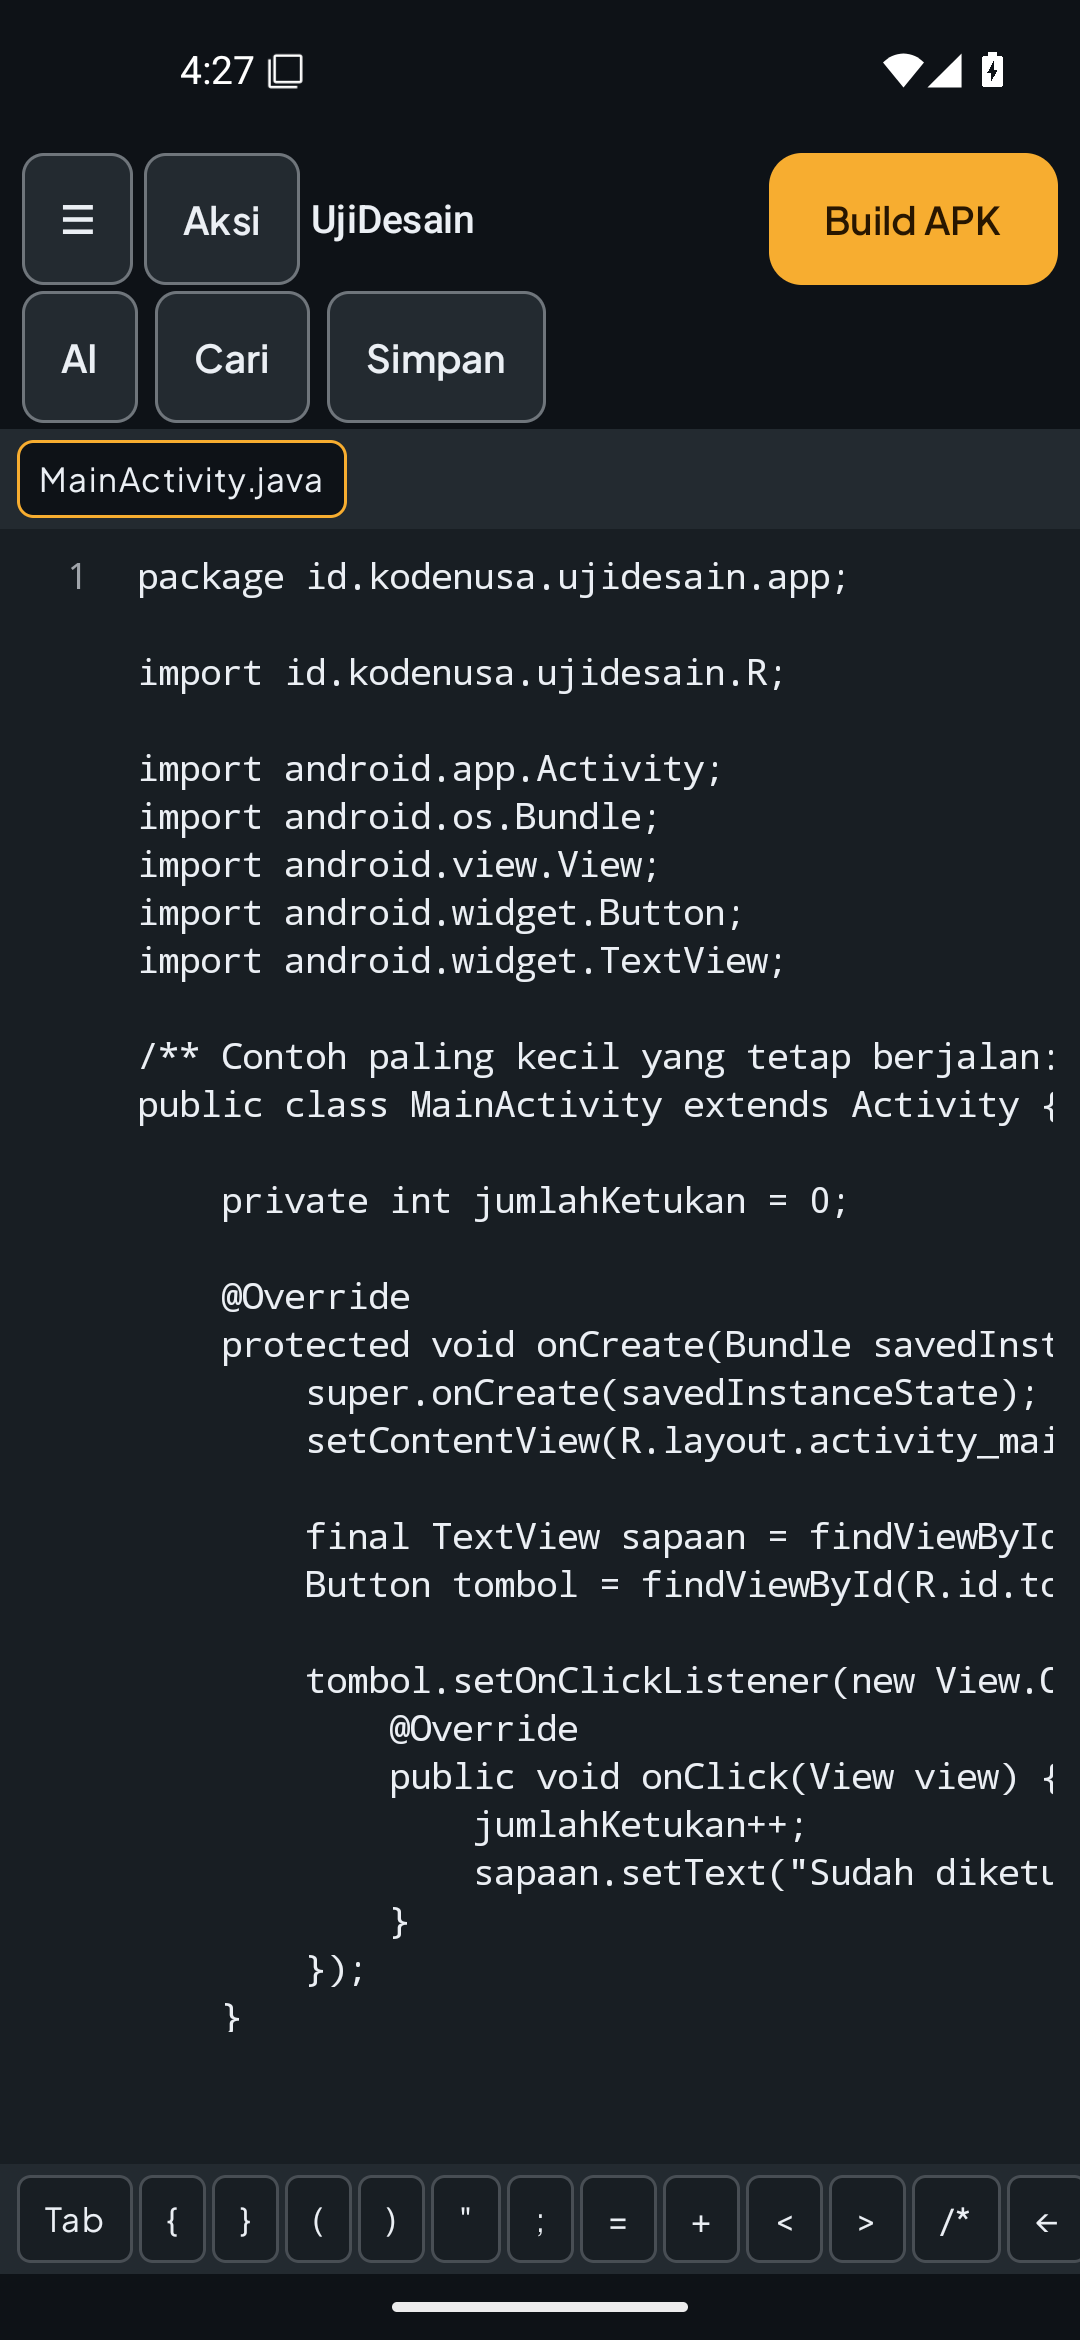 4:27
☰ Aksi UjiDesain Build APK
AI Cari Simpan
MainActivity.java
1 package id.kodenusa.ujidesain.app;
import id.kodenusa.ujidesain.R;
import android.app.Activity;
import android.os.Bundle;
import android.view.View;
import android.widget.Button;
import android.widget.TextView;
/** Contoh paling kecil yang tetap berjalan:
public class MainActivity extends Activity {
private int jumlahKetukan = 0;
@Override
protected void onCreate(Bundle savedInst
super.onCreate(savedInstanceState);
setContentView(R.layout.activity_mai
final TextView sapaan = findViewById
Button tombol = findViewById(R.id.to
tombol.setOnClickListener(new View.O
@Override
public void onClick(View view) {
jumlahKetukan++;
sapaan.setText("Sudah diketu
}
});
}
Tab { } ( ) " ; = + < > /* ←